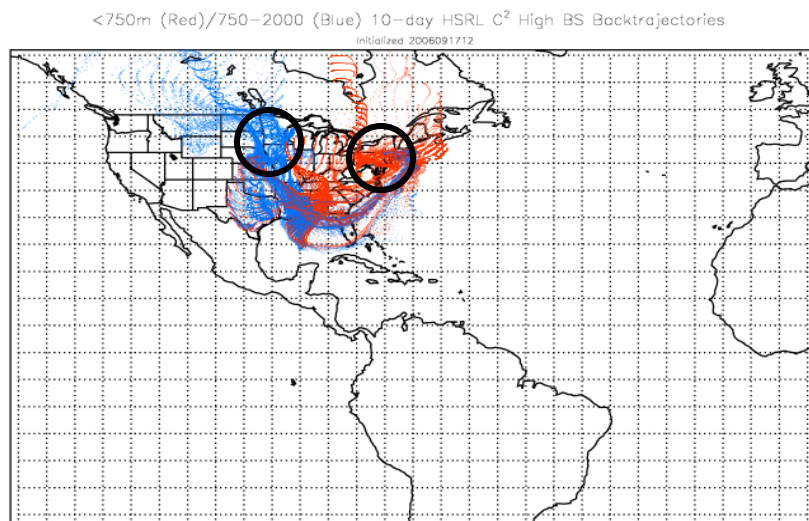 <750m (Red)/750-2000 (Blue) 10-day HSRL C² High BS Backtrajectories
Initialized 2006091712